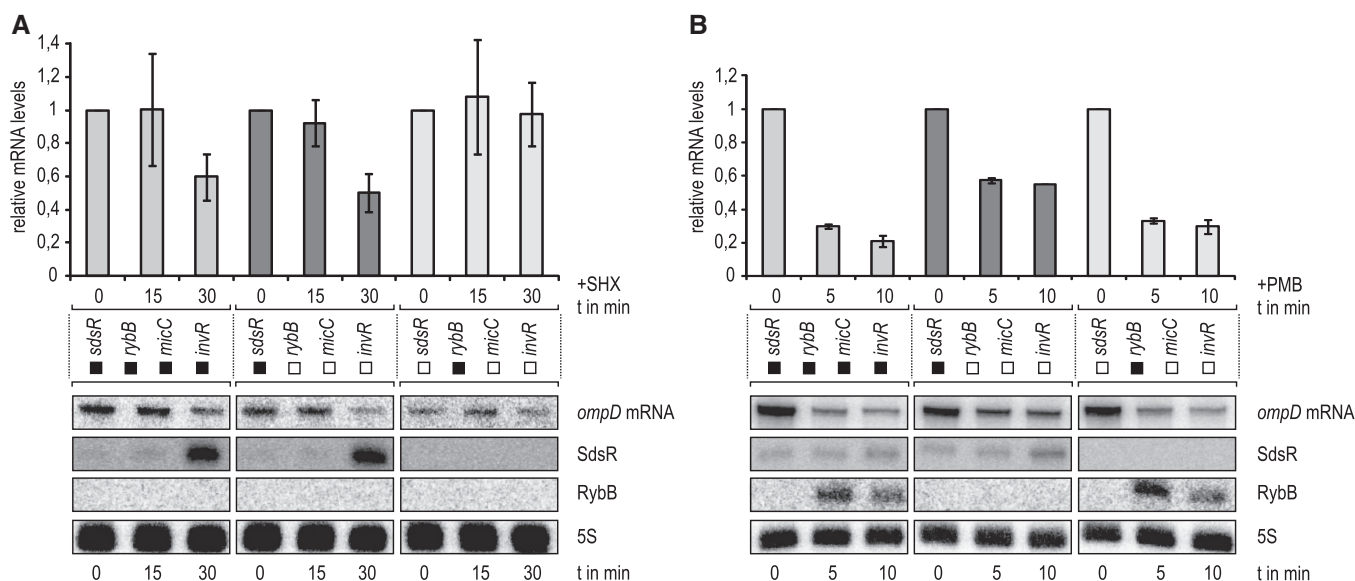 A
relative mRNA levels
1,4
1,2
1
0,8
0,6
0,4
0,2
0
0 15 30 0 15 30 0 15 30
+SHX
t in min
sdsR rybB micC invR sdsR rybB micC invR sdsR rybB micC invR
ompD mRNA
SdsR
RybB
5S
0 15 30 0 15 30 0 15 30 t in min
B
relative mRNA levels
1,2
1
0,8
0,6
0,4
0,2
0
0 5 10 0 5 10 0 5 10
+PMB
t in min
sdsR rybB micC invR sdsR rybB micC invR sdsR rybB micC invR
ompD mRNA
SdsR
RybB
5S
0 5 10 0 5 10 0 5 10 t in min